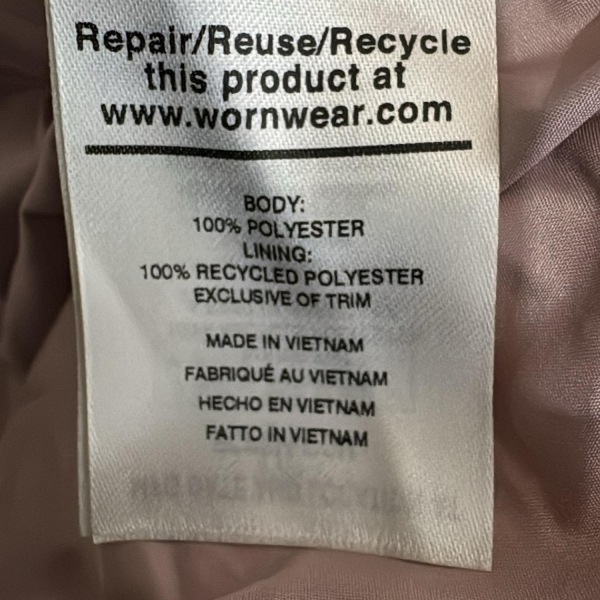 Repair/Reuse/Recycle
this product at
www.wornwear.com
BODY:
100% POLYESTER
LINING:
100% RECYCLED POLYESTER
EXCLUSIVE OF TRIM
MADE IN VIETNAM
FABRIQUÉ AU VIETNAM
HECHO EN VIETNAM
FATTO IN VIETNAM